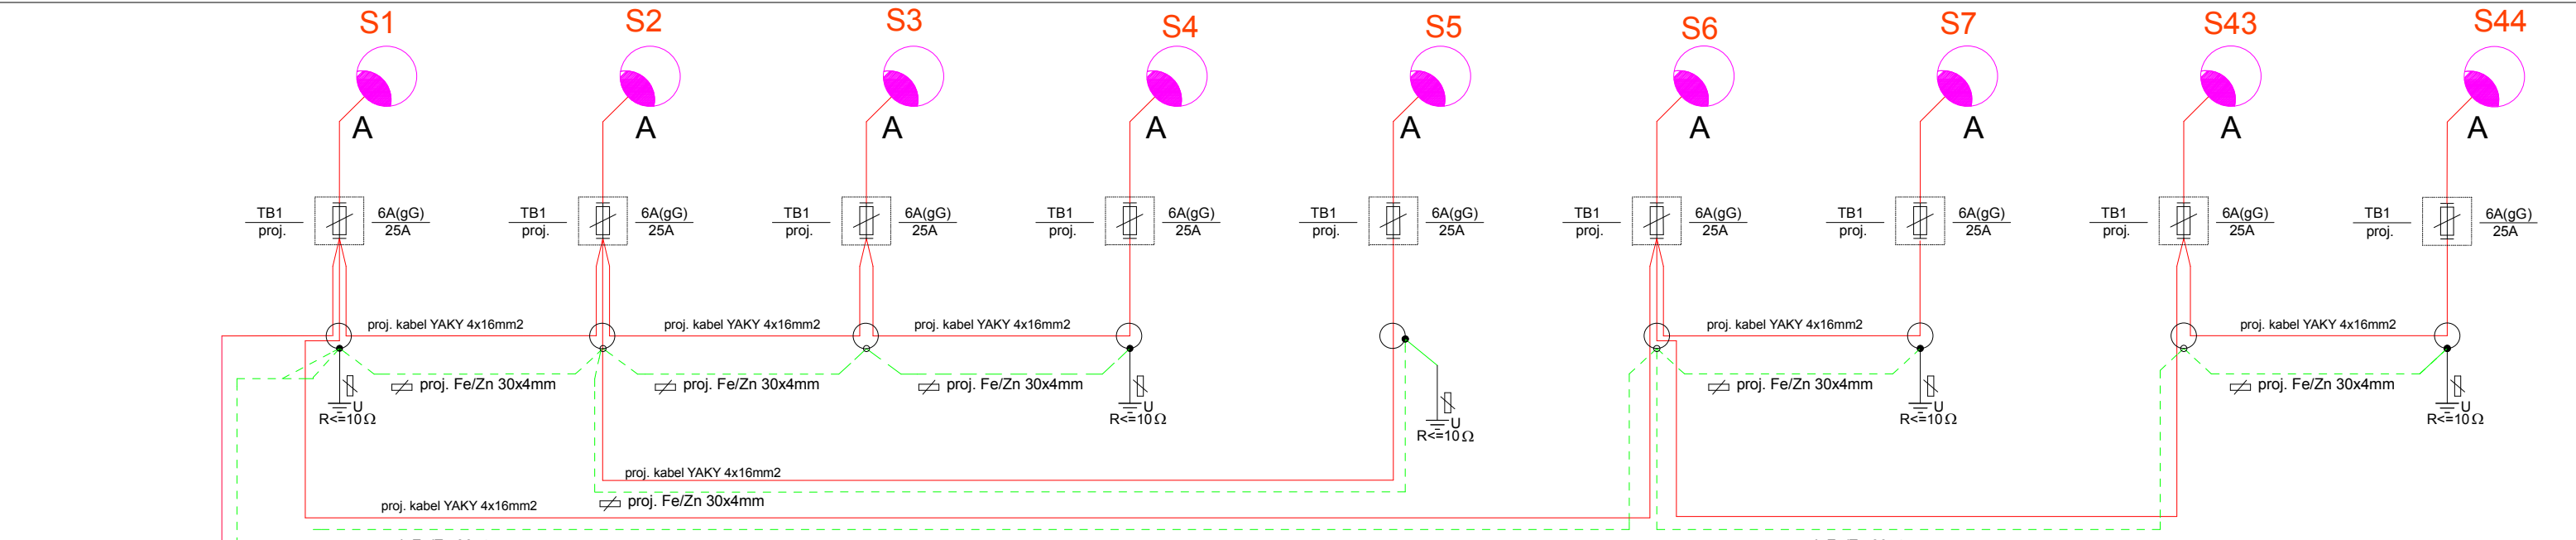 S1 S2 S3 S4 S5 S6 S7 S43 S44
A A A A A A A A A
TB1 6A(gG) TB1 6A(gG) TB1 6A(gG) TB1 6A(gG) TB1 6A(gG) TB1 6A(gG) TB1 6A(gG) TB1 6A(gG) TB1 6A(gG)
proj. 25A proj. 25A proj. 25A proj. 25A proj. 25A proj. 25A proj. 25A proj. 25A proj. 25A
proj. kabel YAKY 4x16mm2 proj. kabel YAKY 4x16mm2 proj. kabel YAKY 4x16mm2 proj. kabel YAKY 4x16mm2 proj. kabel YAKY 4x16mm2
proj. Fe/Zn 30x4mm proj. Fe/Zn 30x4mm proj. Fe/Zn 30x4mm proj. Fe/Zn 30x4mm proj. Fe/Zn 30x4mm
U U U U U
R<=10Ω R<=10Ω R<=10Ω R<=10Ω R<=10Ω
proj. kabel YAKY 4x16mm2
proj. Fe/Zn 30x4mm
proj. kabel YAKY 4x16mm2